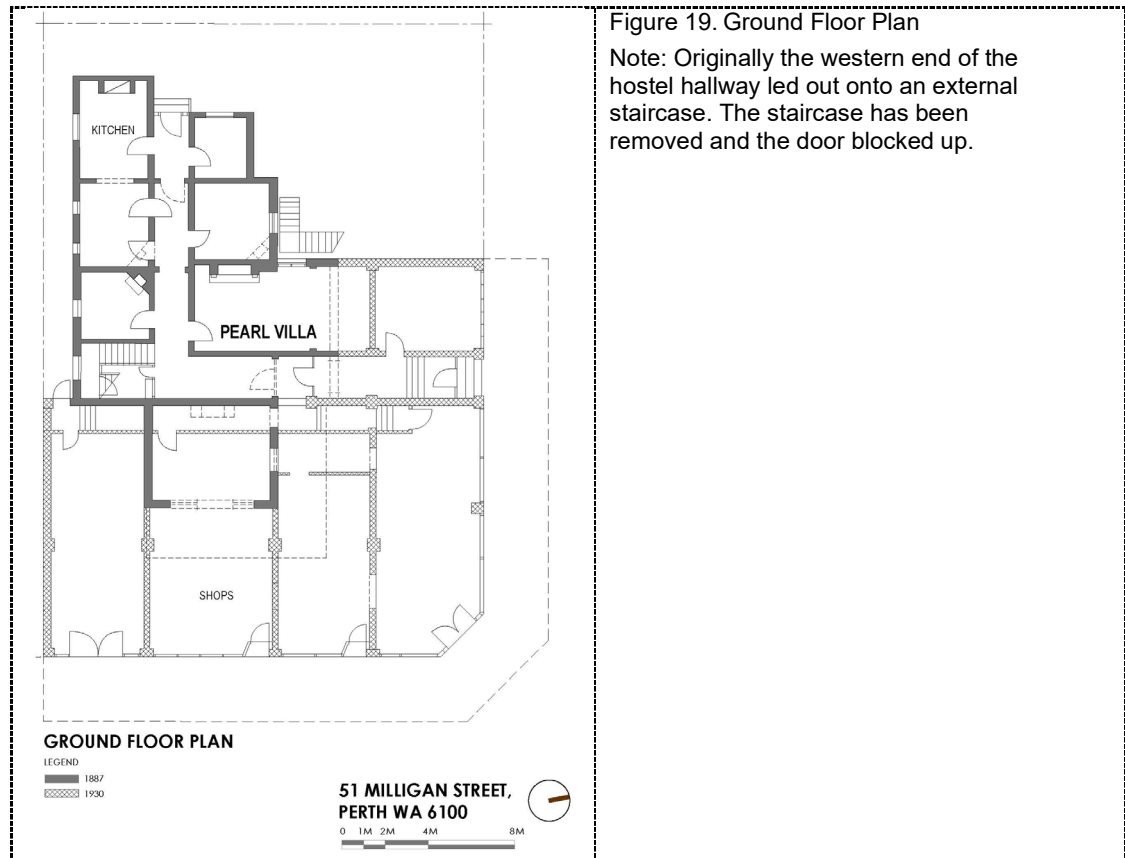 KITCHEN
PEARL VILLA
SHOPS
GROUND FLOOR PLAN
LEGEND
1887
1930
51 MILLIGAN STREET,
PERTH WA 6100
0 1M 2M 4M 8M
Figure 19. Ground Floor Plan
Note: Originally the western end of the
hostel hallway led out onto an external
staircase. The staircase has been
removed and the door blocked up.